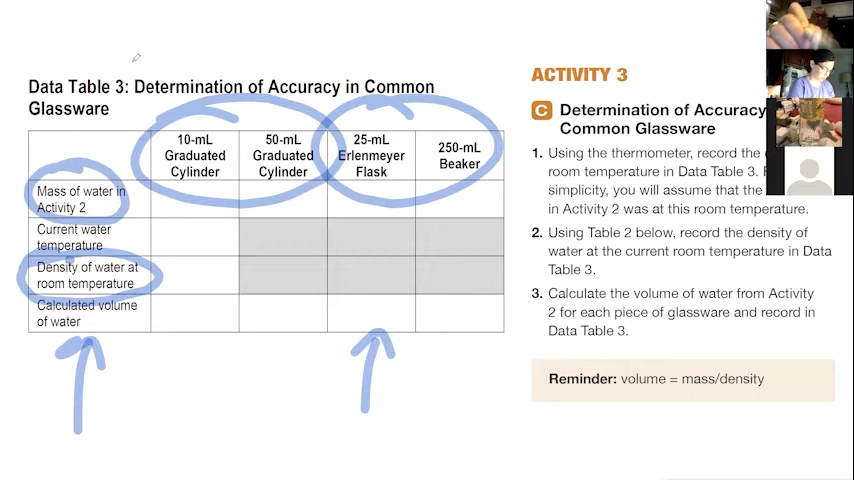 Data Table 3: Determination of Accuracy in Common
Glassware
10-mL
Graduated
Cylinder
50-mL
Graduated
Cylinder
25-mL
Erlenmeyer
Flask
250-mL
Beaker
Mass of water in
Activity 2
Current water
temperature
Density of water at
room temperature
Calculated volume
of water
ACTIVITY 3
C Determination of Accuracy
Common Glassware
1. Using the thermometer, record the
room temperature in Data Table 3.
simplicity, you will assume that the
in Activity 2 was at this room temperature.
2. Using Table 2 below, record the density of
water at the current room temperature in Data
Table 3.
3. Calculate the volume of water from Activity
2 for each piece of glassware and record in
Data Table 3.
Reminder: volume = mass/density